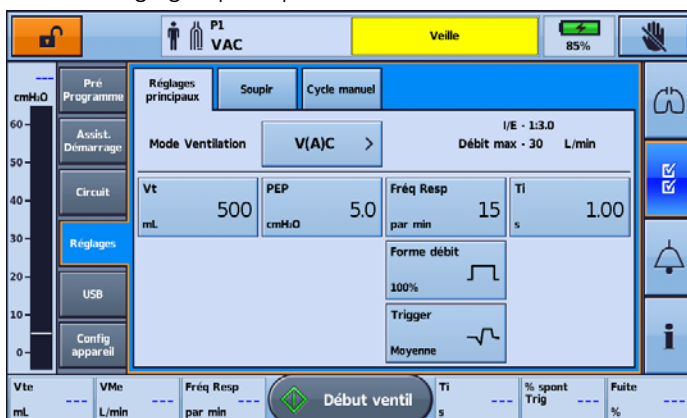 P1
VAC
Veille
85%
---
cmH₂O
60
50
40
30
20
10
0
Pré
Programme
Assist.
Démarrage
Circuit
Réglages
USB
Config
appareil
Réglages
principaux
Soupir
Cycle manuel
Mode Ventilation
V(A)C >
I/E - 1:3.0
Débit max - 30 L/min
Vt
500
mL
PEP
5.0
cmH₂O
Fréq Resp
15
par min
Ti
1.00
s
Forme débit
100%
Trigger
Moyenne
Vte
---
mL
VMe
---
L/min
Fréq Resp
---
par min
Début ventil
Ti
---
s
% spont
Trig ---
Fuite
---
%